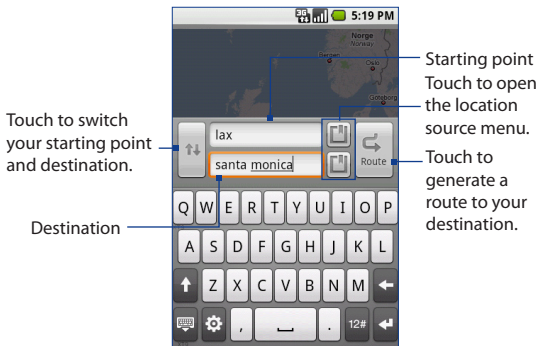 3G
5:19 PM
Norge
Norway
Bergen
Oslo
Goteborg
Starting point
Touch to open
the location
source menu.
Touch to switch
your starting point
and destination.
lax
santa monica
Route
Touch to
generate a
route to your
destination.
Destination
Q W E R T Y U I O P
A S D F G H J K L
Z X C V B N M
, . 12#